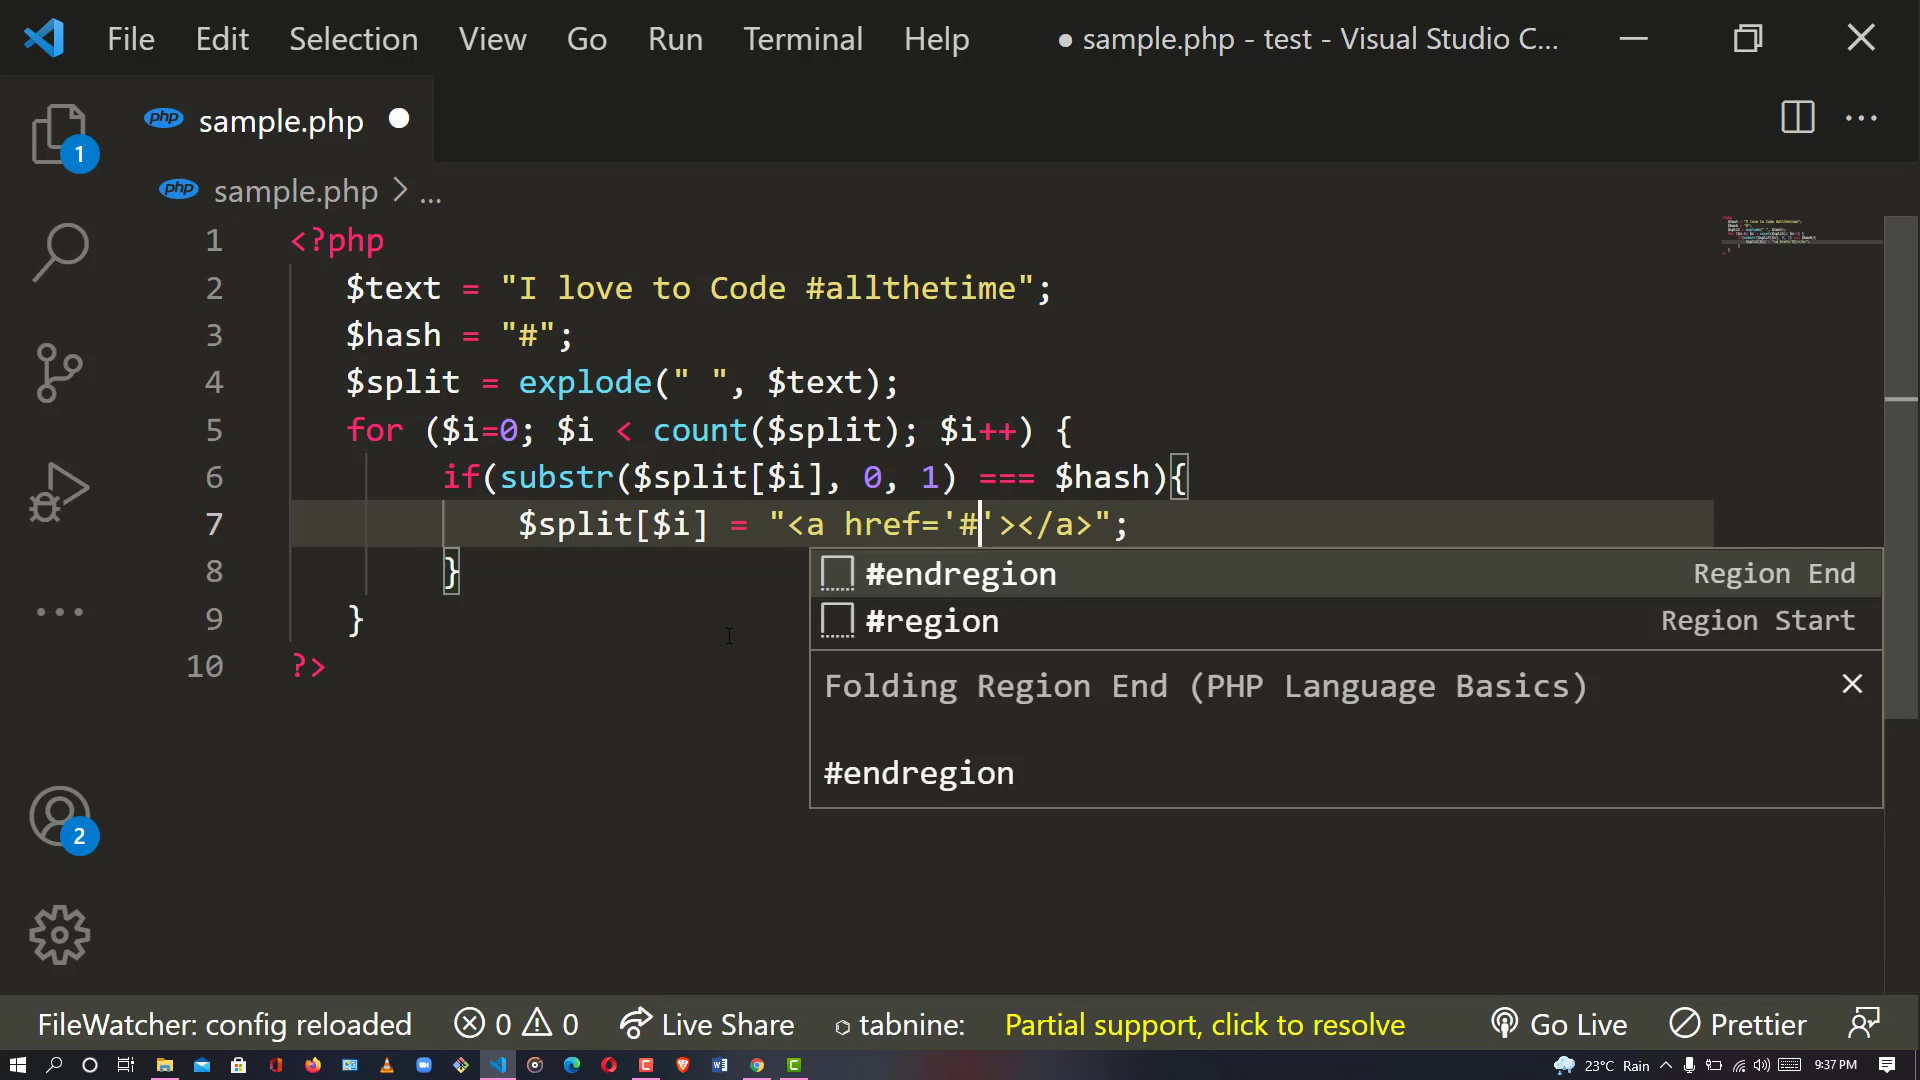 File Edit Selection View Go Run Terminal Help ● sample.php - test - Visual Studio C...
php sample.php
1
php sample.php > ...
1 <?php
2 $text = "I love to Code #allthetime";
3 $hash = "#";
4 $split = explode(" ", $text);
5 for ($i=0; $i < count($split); $i++) {
6 if(substr($split[$i], 0, 1) === $hash){
7 $split[$i] = "<a href='#'></a>";
8 }
9 }
10 ?>
#endregion Region End
#region Region Start
Folding Region End (PHP Language Basics)
#endregion
2
FileWatcher: config reloaded 0 0 Live Share tabnine: Partial support, click to resolve Go Live Prettier
23°C Rain 9:37 PM